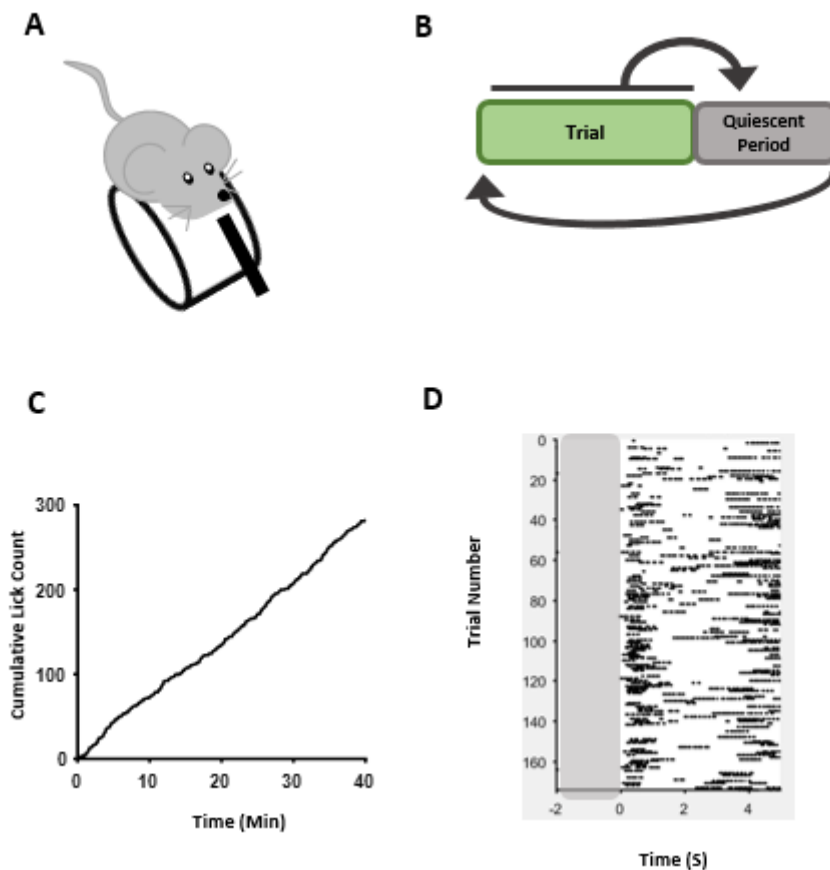 A
B
Trial
Quiescent
Period
C
D
Cumulative Lick Count
300
200
100
0
0
10
20
30
40
Time (Min)
Trial Number
0
20
40
60
80
100
120
140
160
-2
0
2
4
Time (S)